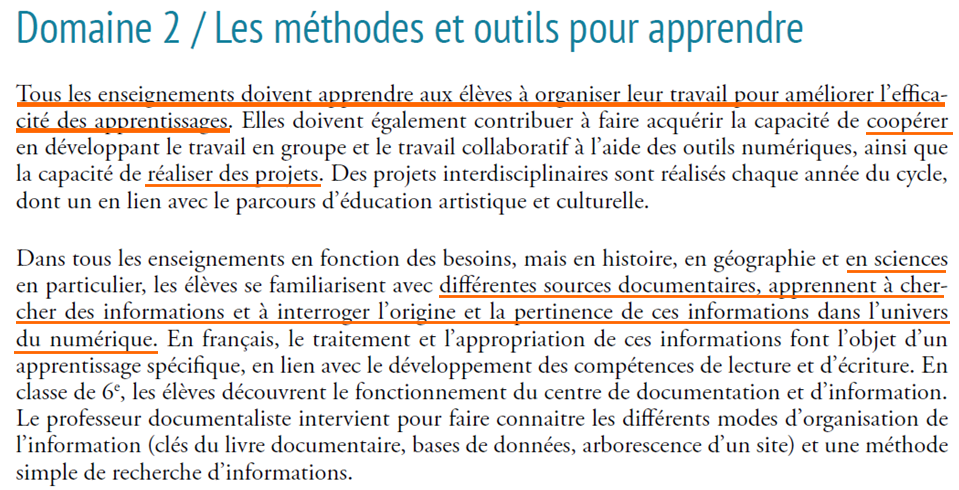 Domaine 2 / Les méthodes et outils pour apprendre
Tous les enseignements doivent apprendre aux élèves à organiser leur travail pour améliorer l'effica-
cité des apprentissages. Elles doivent également contribuer à faire acquérir la capacité de coopérer
en développant le travail en groupe et le travail collaboratif à l'aide des outils numériques, ainsi que
la capacité de réaliser des projets. Des projets interdisciplinaires sont réalisés chaque année du cycle,
dont un en lien avec le parcours d'éducation artistique et culturelle.
Dans tous les enseignements en fonction des besoins, mais en histoire, en géographie et en sciences
en particulier, les élèves se familiarisent avec différentes sources documentaires, apprennent à cher-
cher des informations et à interroger l'origine et la pertinence de ces informations dans l'univers
du numérique. En français, le traitement et l'appropriation de ces informations font l'objet d'un
apprentissage spécifique, en lien avec le développement des compétences de lecture et d'écriture. En
classe de 6e, les élèves découvrent le fonctionnement du centre de documentation et d'information.
Le professeur documentaliste intervient pour faire connaitre les différents modes d'organisation de
l'information (clés du livre documentaire, bases de données, arborescence d'un site) et une méthode
simple de recherche d'informations.